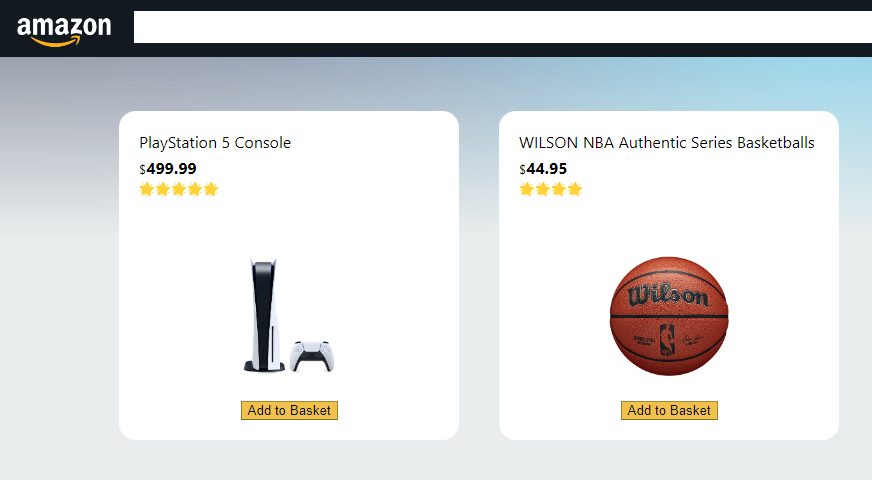 amazon
PlayStation 5 Console
WILSON NBA Authentic Series Basketballs
$499.99
$44.95
Wilson
Add to Basket
Add to Basket